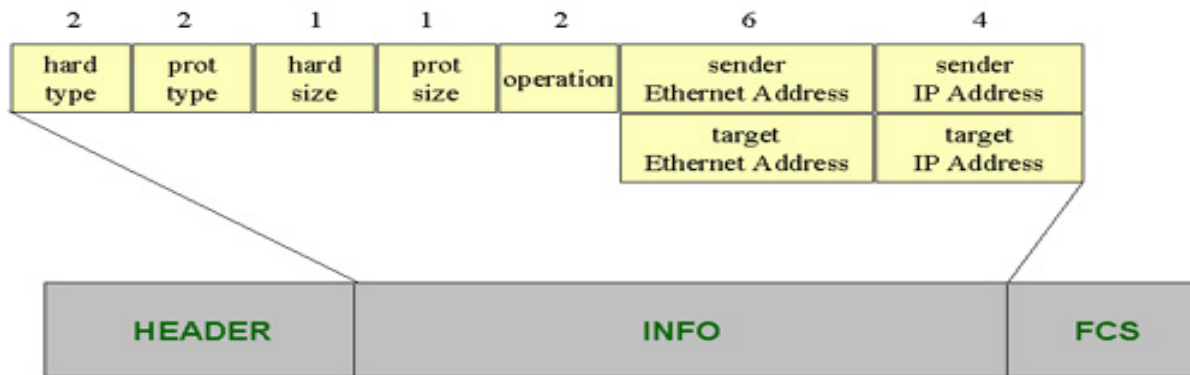 2 2 1 1 2 6 4
hard prot hard prot operation sender sender
type type size size Ethernet Address IP Address
target target
Ethernet Address IP Address
HEADER INFO FCS